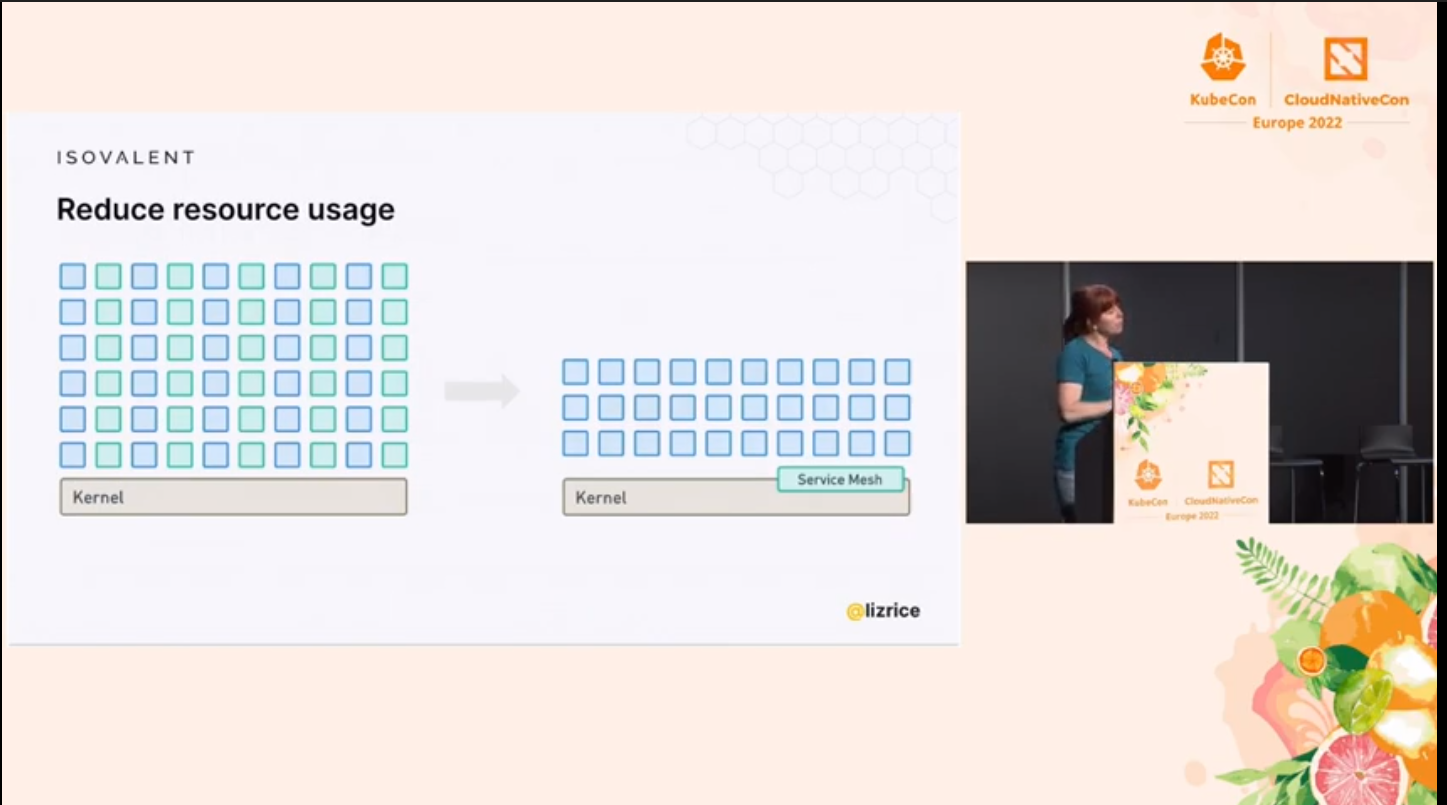 KubeCon
CloudNativeCon
Europe 2022
ISOVALENT
Reduce resource usage
Kernel
Service Mesh
Kernel
@lizrice
KubeCon
CloudNativeCon
Europe 2022